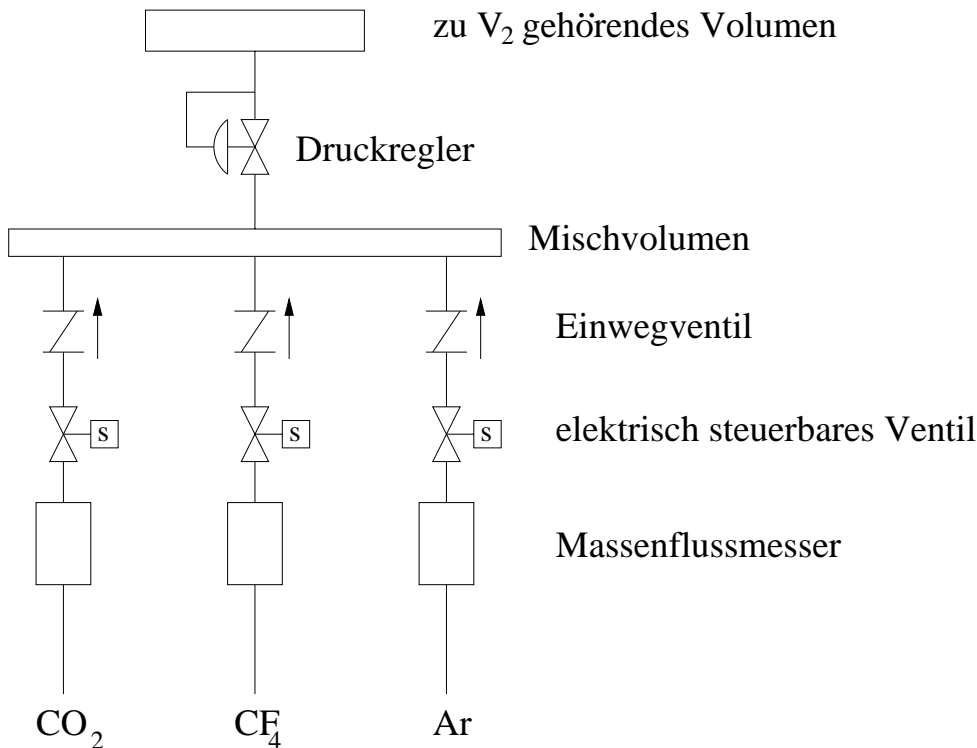 zu V₂ gehörendes Volumen
Druckregler
Mischvolumen
Einwegventil
s s s elektrisch steuerbares Ventil
Massenflussmesser
CO₂ CF₄ Ar